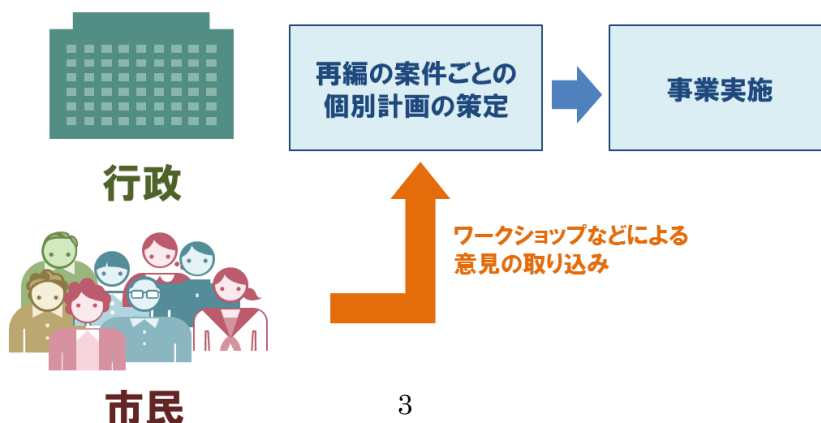 再編の案件ごとの
個別計画の策定
事業実施
行政
ワークショップなどによる
意見の取り込み
市民
3